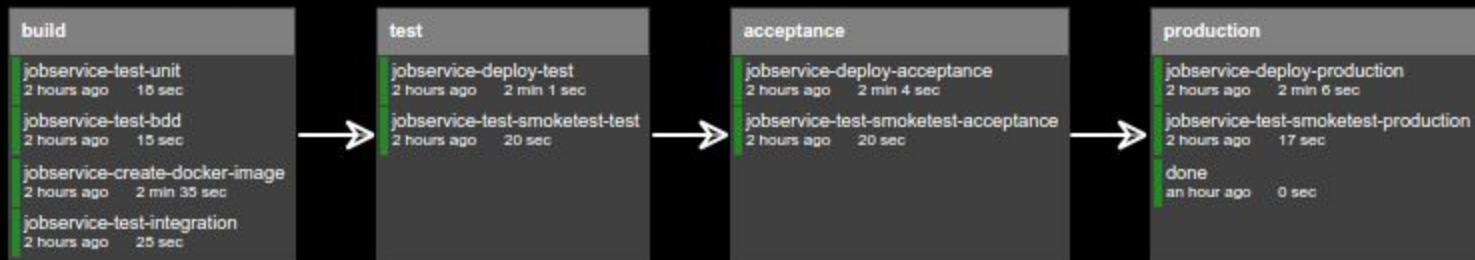 build
jobservice-test-unit
2 hours ago 16 sec
jobservice-test-bdd
2 hours ago 15 sec
jobservice-create-docker-image
2 hours ago 2 min 35 sec
jobservice-test-integration
2 hours ago 25 sec
test
jobservice-deploy-test
2 hours ago 2 min 1 sec
jobservice-test-smoketest-test
2 hours ago 20 sec
acceptance
jobservice-deploy-acceptance
2 hours ago 2 min 4 sec
jobservice-test-smoketest-acceptance
2 hours ago 20 sec
production
jobservice-deploy-production
2 hours ago 2 min 6 sec
jobservice-test-smoketest-production
2 hours ago 17 sec
done
an hour ago 0 sec